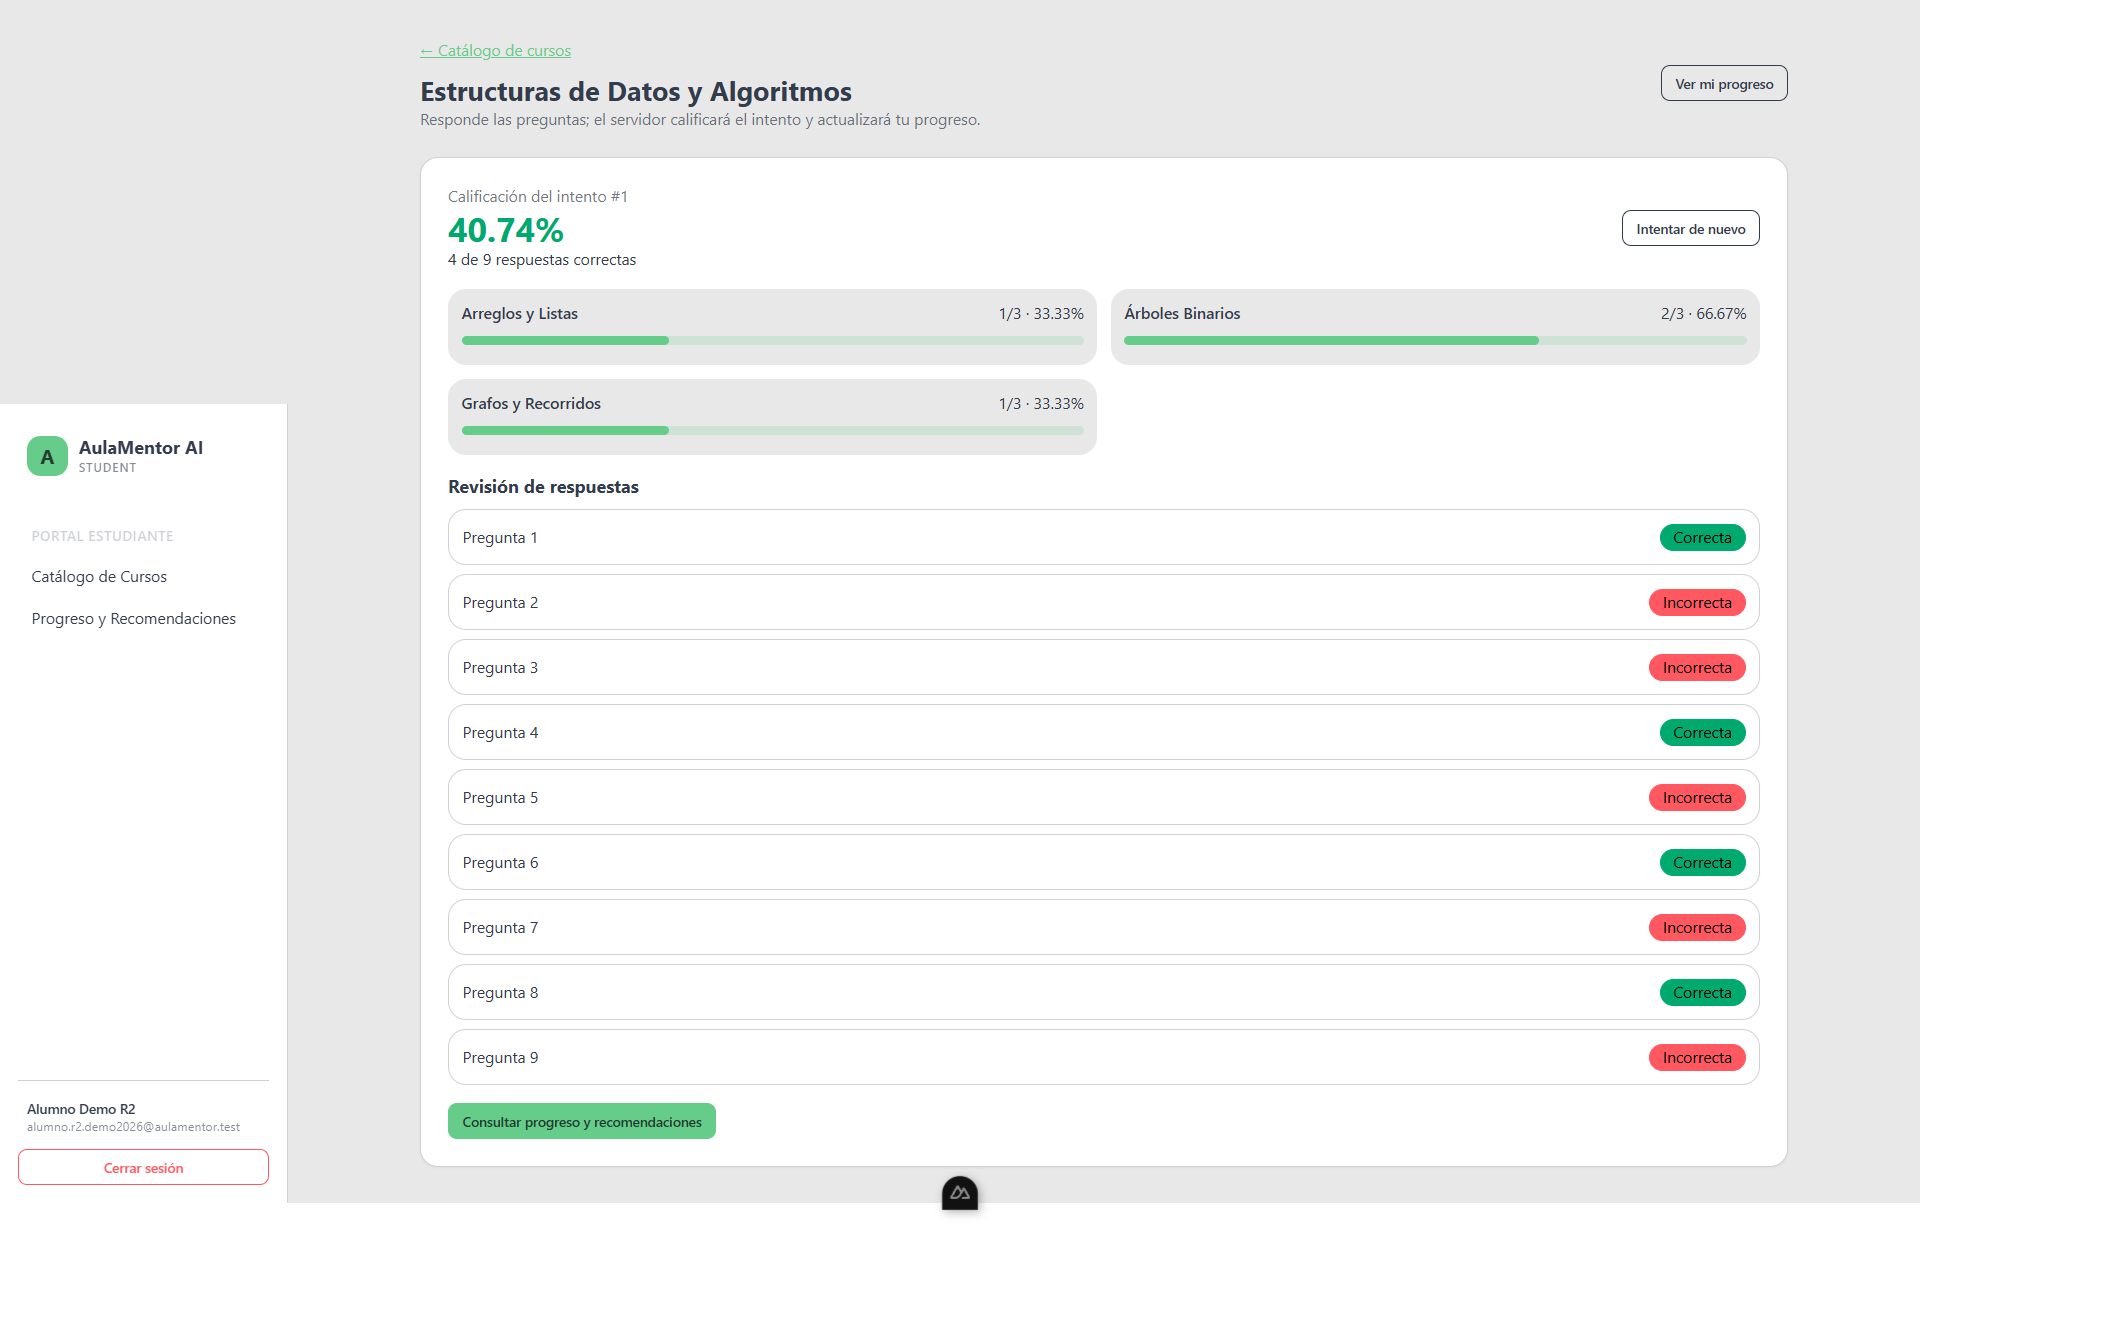 ← Catálogo de cursos
Estructuras de Datos y Algoritmos
Responde las preguntas; el servidor calificará el intento y actualizará tu progreso.
Ver mi progreso
Calificación del intento #1
40.74%
4 de 9 respuestas correctas
Intentar de nuevo
Arreglos y Listas 1/3 · 33.33%
Árboles Binarios 2/3 · 66.67%
Grafos y Recorridos 1/3 · 33.33%
Revisión de respuestas
Pregunta 1 Correcta
Pregunta 2 Incorrecta
Pregunta 3 Incorrecta
Pregunta 4 Correcta
Pregunta 5 Incorrecta
Pregunta 6 Correcta
Pregunta 7 Incorrecta
Pregunta 8 Correcta
Pregunta 9 Incorrecta
Consultar progreso y recomendaciones
A
AulaMentor AI
STUDENT
PORTAL ESTUDIANTE
Catálogo de Cursos
Progreso y Recomendaciones
Alumno Demo R2
alumno.r2.demo2026@aulamentor.test
Cerrar sesión